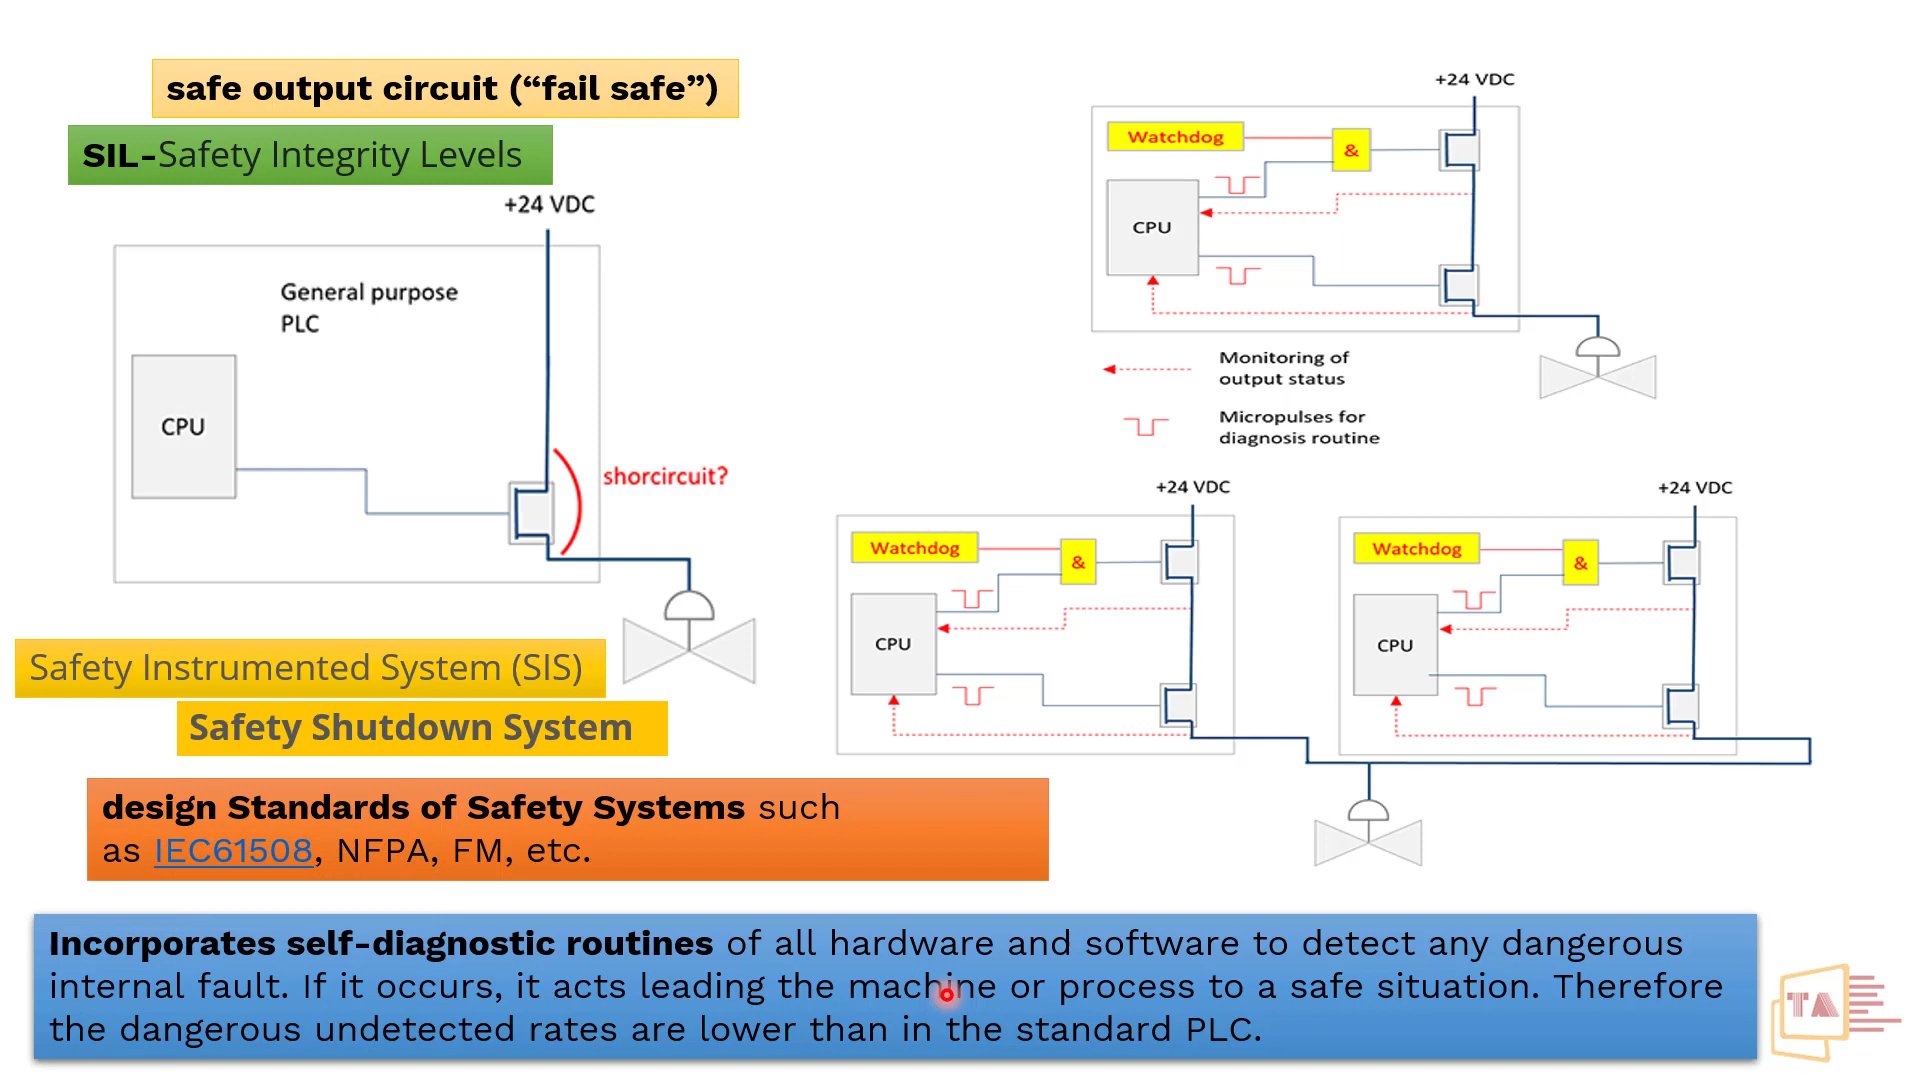 safe output circuit (“fail safe”)
SIL-Safety Integrity Levels
+24 VDC
General purpose
PLC
CPU
shorcircuit?
Safety Instrumented System (SIS)
Safety Shutdown System
design Standards of Safety Systems such
as IEC61508, NFPA, FM, etc.
+24 VDC
Watchdog
&
CPU
Monitoring of
output status
Micropulses for
diagnosis routine
+24 VDC
Watchdog
&
CPU
+24 VDC
Watchdog
&
CPU
Incorporates self-diagnostic routines of all hardware and software to detect any dangerous
internal fault. If it occurs, it acts leading the machine or process to a safe situation. Therefore
the dangerous undetected rates are lower than in the standard PLC.
TA